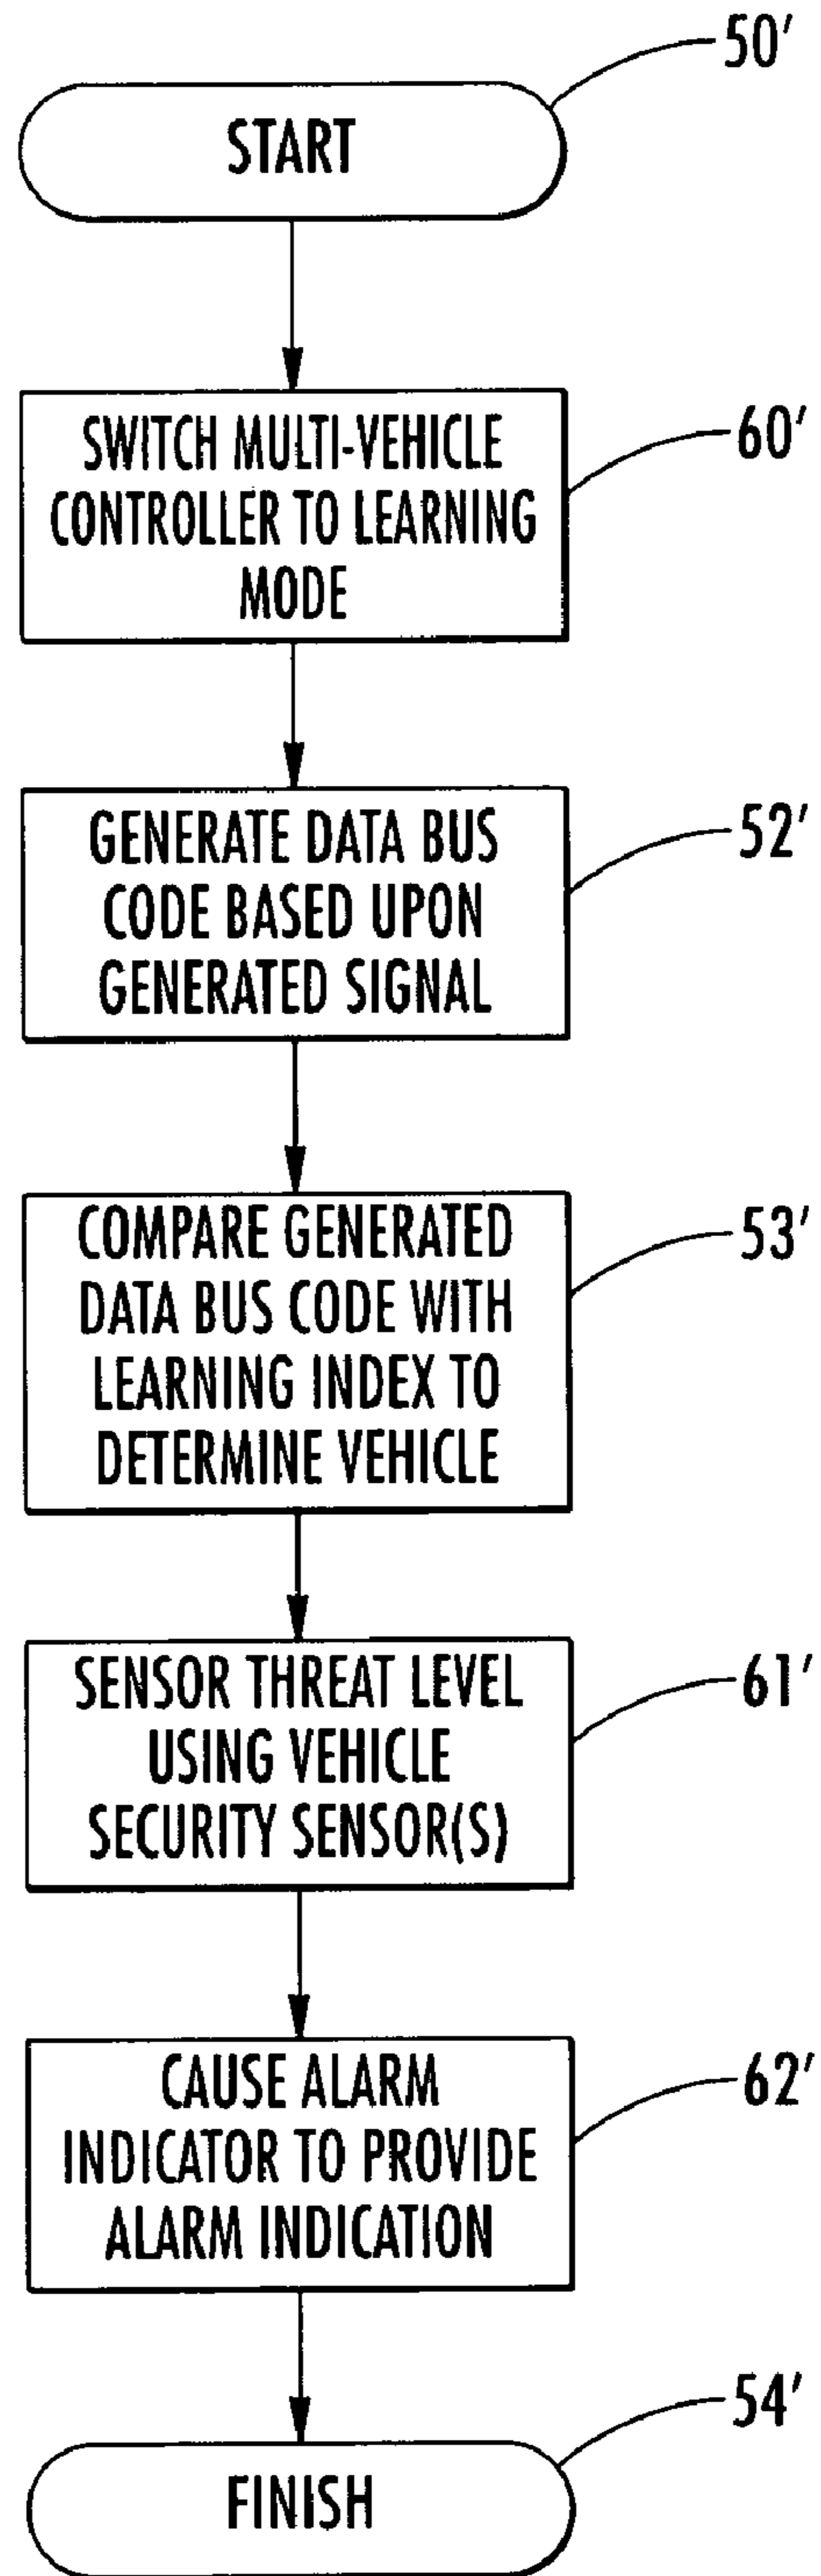 50'
START
SWITCH MULTI-VEHICLE
CONTROLLER TO LEARNING
MODE
60'
GENERATE DATA BUS
CODE BASED UPON
GENERATED SIGNAL
52'
COMPARE GENERATED
DATA BUS CODE WITH
LEARNING INDEX TO
DETERMINE VEHICLE
53'
SENSOR THREAT LEVEL
USING VEHICLE
SECURITY SENSOR(S)
61'
CAUSE ALARM
INDICATOR TO PROVIDE
ALARM INDICATION
62'
54'
FINISH